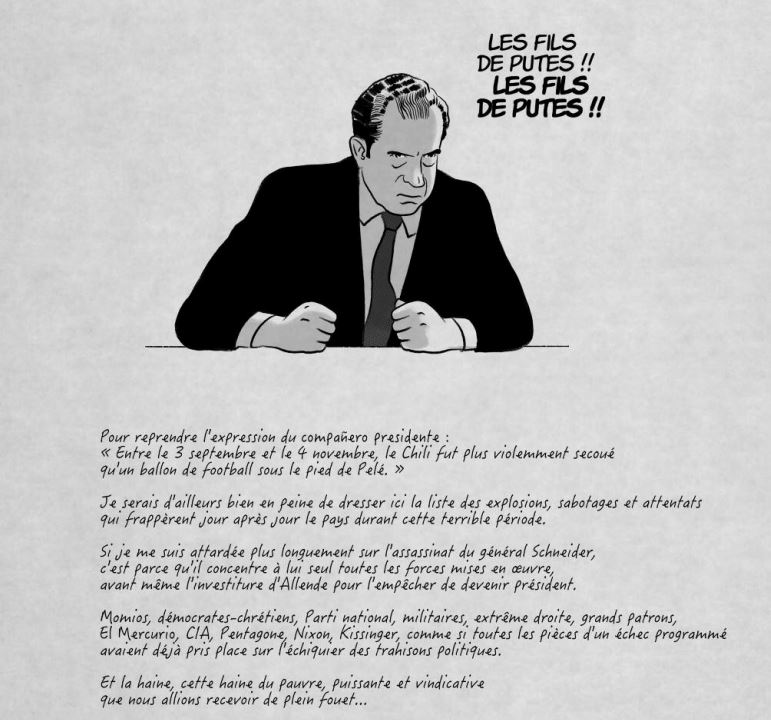 LES FILS
DE PUTES !!
LES FILS
DE PUTES !!
Pour reprendre l'expression du compañero presidente :
« Entre le 3 septembre et le 4 novembre, le Chili fut plus violemment secoué
qu'un ballon de football sous le pied de Pelé. »
Je serais d'ailleurs bien en peine de dresser ici la liste des explosions, sabotages et attentats
qui frappèrent jour après jour le pays durant cette terrible période.
Si je me suis attardée plus longuement sur l'assassinat du général Schneider,
c'est parce qu'il concentre à lui seul toutes les forces mises en œuvre,
avant même l'investiture d'Allende pour l'empêcher de devenir président.
Momios, démocrates-chrétiens, Parti national, militaires, extrême droite, grands patrons,
El Mercurio, CIA, Pentagone, Nixon, Kissinger, comme si toutes les pièces d'un échec programmé
avaient déjà pris place sur l'échiquier des trahisons politiques.
Et la haine, cette haine du pauvre, puissante et vindicative
que nous allions recevoir de plein fouet...